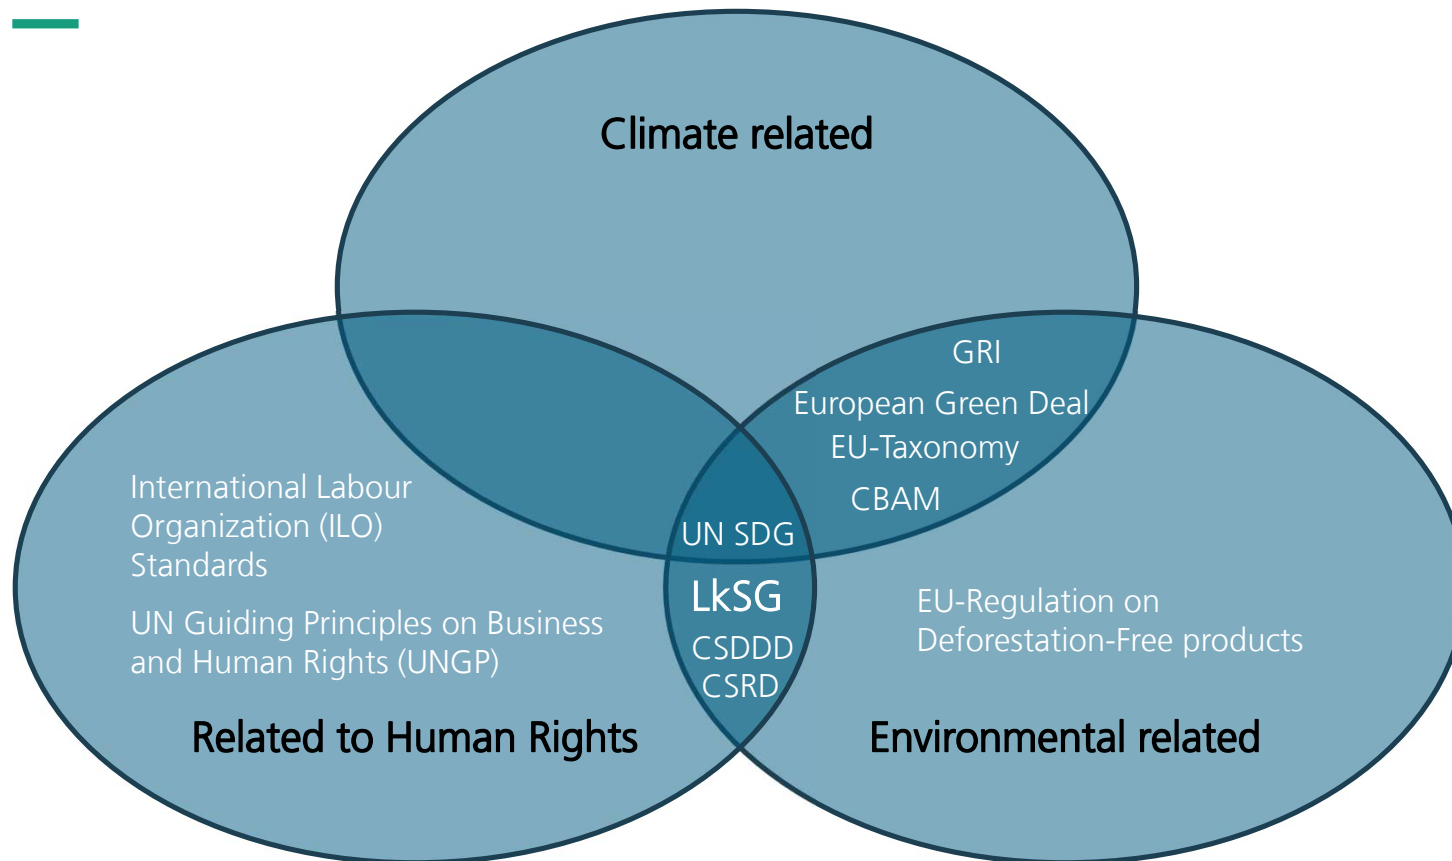 Climate related
GRI
European Green Deal
EU-Taxonomy
CBAM
International Labour
Organization (ILO)
Standards
UN Guiding Principles on Business
and Human Rights (UNGP)
UN SDG
LkSG
CSDDD
CSRD
EU-Regulation on
Deforestation-Free products
Related to Human Rights
Environmental related